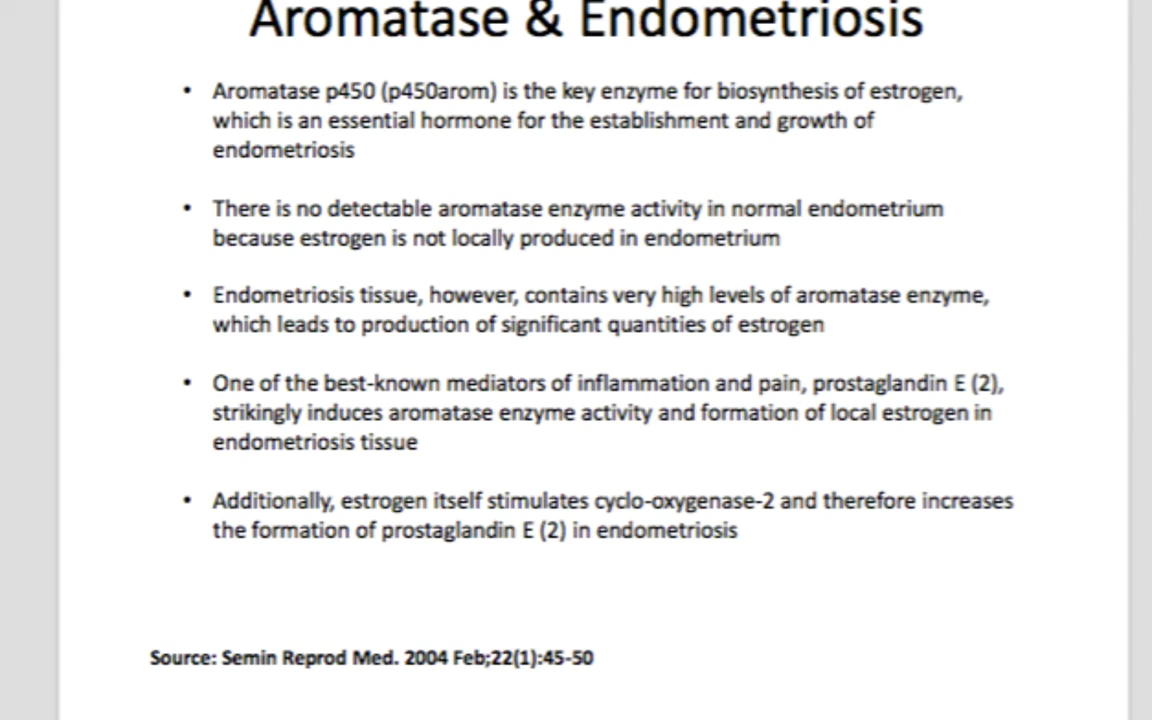 Aromatase & Endometriosis
• Aromatase p450 (p450arom) is the key enzyme for biosynthesis of estrogen,
which is an essential hormone for the establishment and growth of
endometriosis
• There is no detectable aromatase enzyme activity in normal endometrium
because estrogen is not locally produced in endometrium
• Endometriosis tissue, however, contains very high levels of aromatase enzyme,
which leads to production of significant quantities of estrogen
• One of the best-known mediators of inflammation and pain, prostaglandin E (2),
strikingly induces aromatase enzyme activity and formation of local estrogen in
endometriosis tissue
• Additionally, estrogen itself stimulates cyclo-oxygenase-2 and therefore increases
the formation of prostaglandin E (2) in endometriosis
Source: Semin Reprod Med. 2004 Feb;22(1):45-50